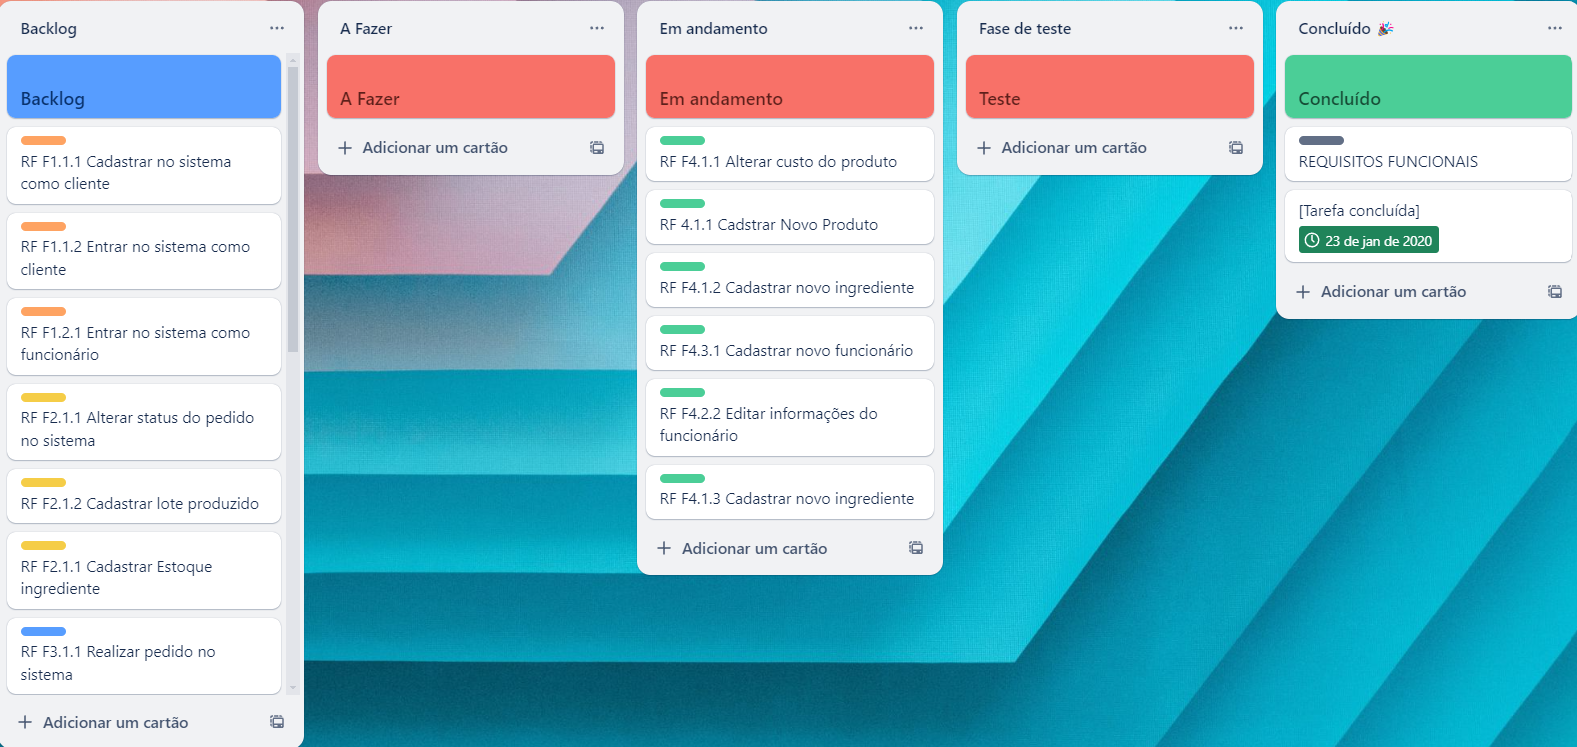 Backlog
Backlog
RF F1.1.1 Cadastrar no sistema
como cliente
RF F1.1.2 Entrar no sistema como
cliente
RF F1.2.1 Entrar no sistema como
funcionário
RF F2.1.1 Alterar status do pedido
no sistema
RF F2.1.2 Cadastrar lote produzido
RF F2.1.1 Cadastrar Estoque
ingrediente
RF F3.1.1 Realizar pedido no
sistema
Adicionar um cartão
A Fazer
A Fazer
Adicionar um cartão
Em andamento
Em andamento
RF F4.1.1 Alterar custo do produto
RF 4.1.1 Cadstrar Novo Produto
RF F4.1.2 Cadastrar novo ingrediente
RF F4.3.1 Cadastrar novo funcionário
RF F4.2.2 Editar informações do
funcionário
RF F4.1.3 Cadastrar novo ingrediente
Adicionar um cartão
Fase de teste
Teste
Adicionar um cartão
Concluído 🎉
Concluído
REQUISITOS FUNCIONAIS
[Tarefa concluída]
23 de jan de 2020
Adicionar um cartão